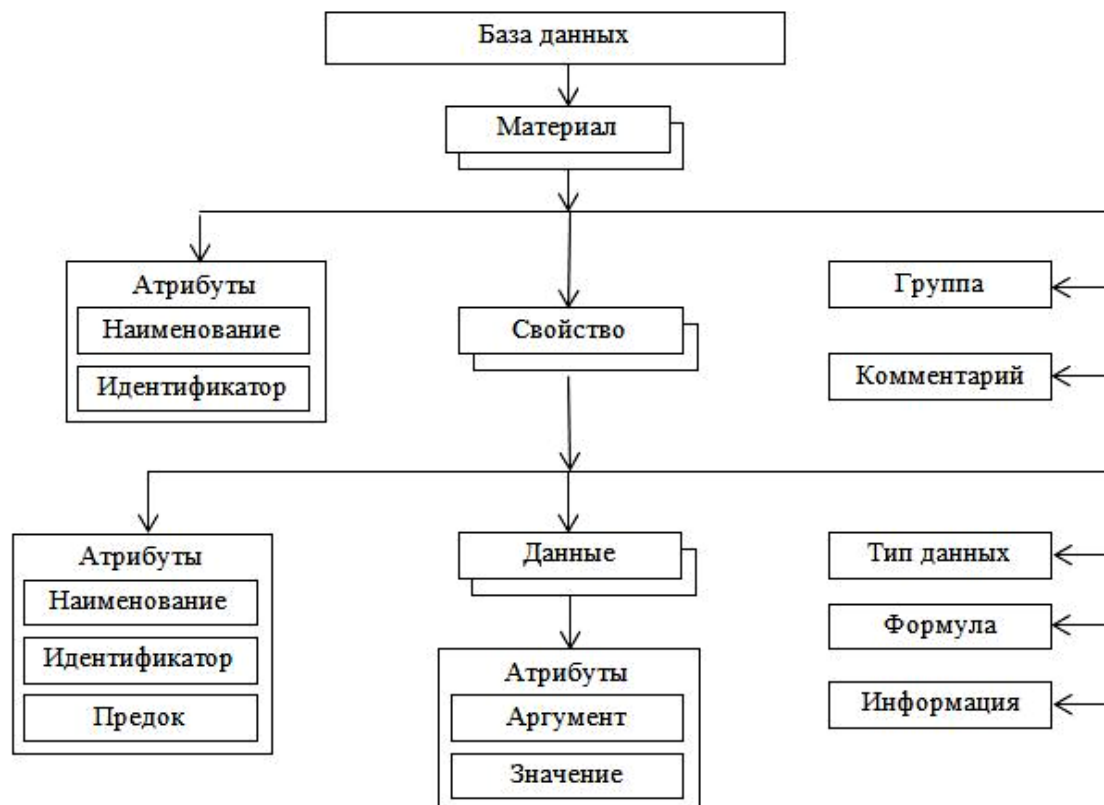 База данных
Материал
Атрибуты
Наименование
Идентификатор
Свойство
Группа
Комментарий
Атрибуты
Наименование
Идентификатор
Предок
Данные
Атрибуты
Аргумент
Значение
Тип данных
Формула
Информация